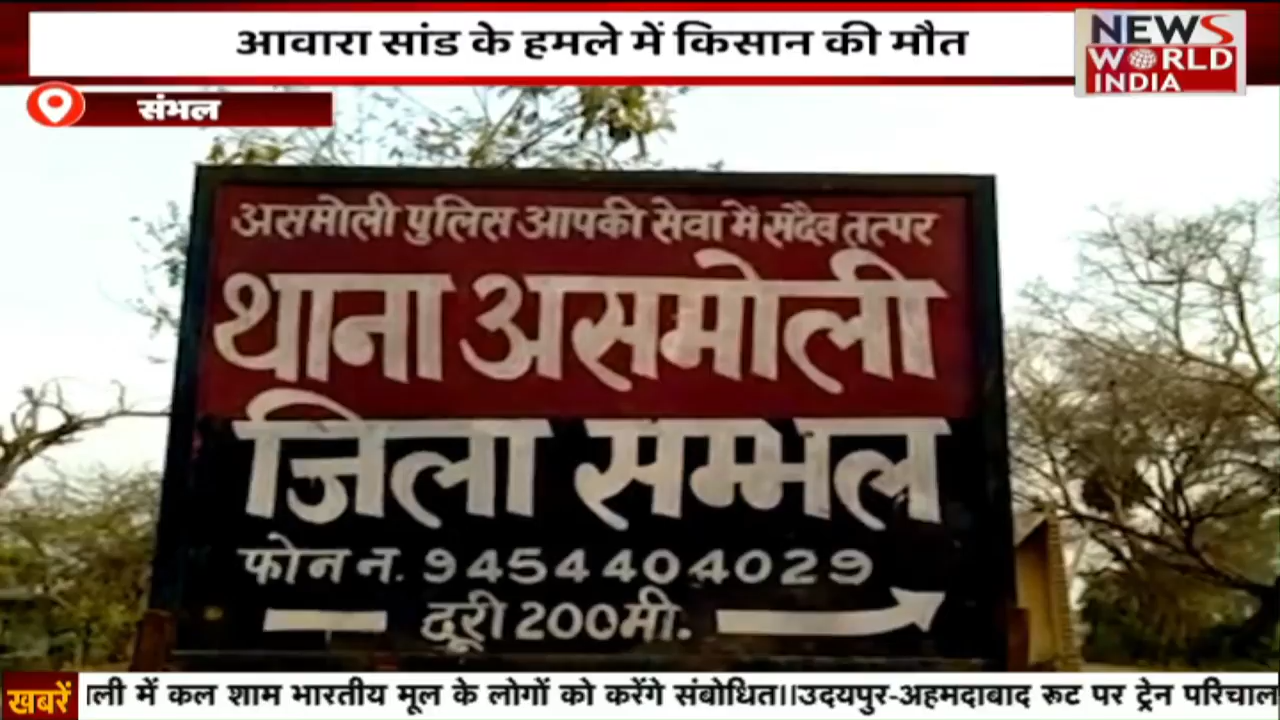 आवारा सांड के हमले में किसान की मौत
NEWS
WORLD
INDIA
संभल
असमोली पुलिस आपकी सेवा में सदैव तत्पर
थाना असमोली
जिला सम्भल
फोन न. 9454404029
दूरी 200मी.
खबरें
ली में कल शाम भारतीय मूल के लोगों को करेंगे संबोधित।।उदयपुर-अहमदाबाद रूट पर ट्रेन परिचाल